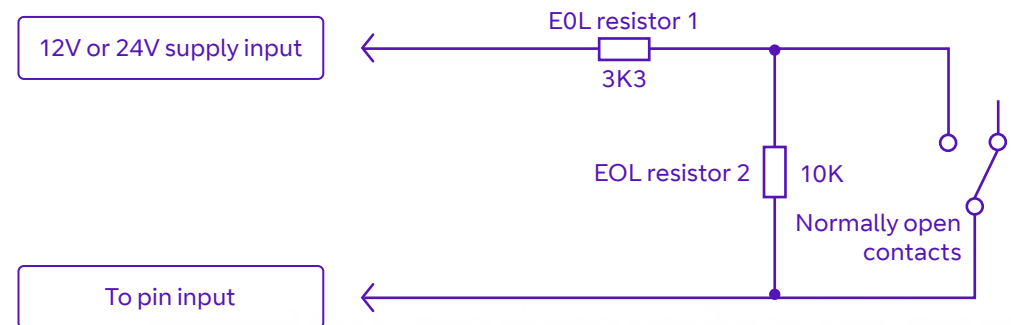 E0L resistor 1
12V or 24V supply input
3K3
EOL resistor 2
10K
Normally open
contacts
To pin input